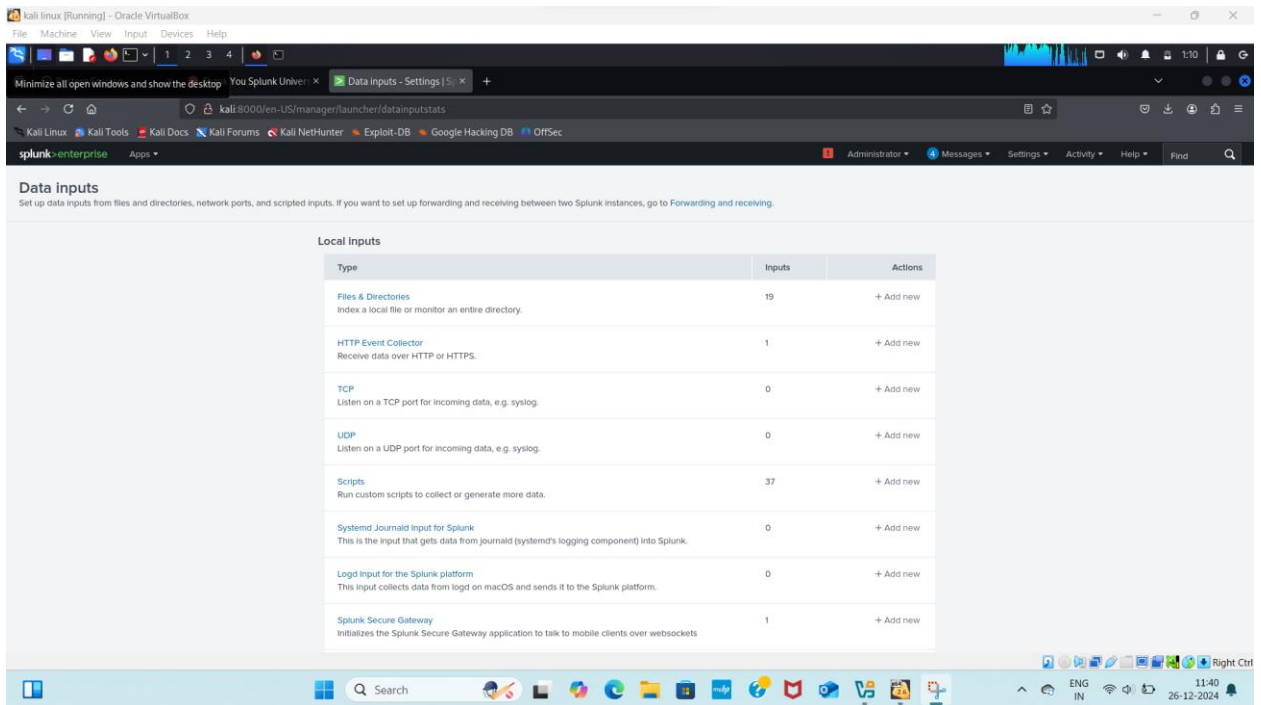 kali linux [Running] - Oracle VirtualBox
File Machine View Input Devices Help
1 2 3 4 1:10
Minimize all open windows and show the desktop You Splunk Univer × Data inputs - Settings | Sp × +
kali:8000/en-US/manager/launcher/datainputstats
Kali Linux Kali Tools Kali Docs Kali Forums Kali NetHunter Exploit-DB Google Hacking DB OffSec
splunk>enterprise Apps ! Administrator 4 Messages Settings Activity Help Find
Data inputs
Set up data inputs from files and directories, network ports, and scripted inputs. If you want to set up forwarding and receiving between two Splunk instances, go to Forwarding and receiving.
Local inputs
Type Inputs Actions
Files & Directories 19 + Add new
Index a local file or monitor an entire directory.
HTTP Event Collector 1 + Add new
Receive data over HTTP or HTTPS.
TCP 0 + Add new
Listen on a TCP port for incoming data, e.g. syslog.
UDP 0 + Add new
Listen on a UDP port for incoming data, e.g. syslog.
Scripts 37 + Add new
Run custom scripts to collect or generate more data.
Systemd Journald Input for Splunk 0 + Add new
This is the input that gets data from journald (systemd's logging component) into Splunk.
Logd Input for the Splunk platform 0 + Add new
This input collects data from logd on macOS and sends it to the Splunk platform.
Splunk Secure Gateway 1 + Add new
Initializes the Splunk Secure Gateway application to talk to mobile clients over websockets
Right Ctrl
Search ENG 11:40
IN 26-12-2024